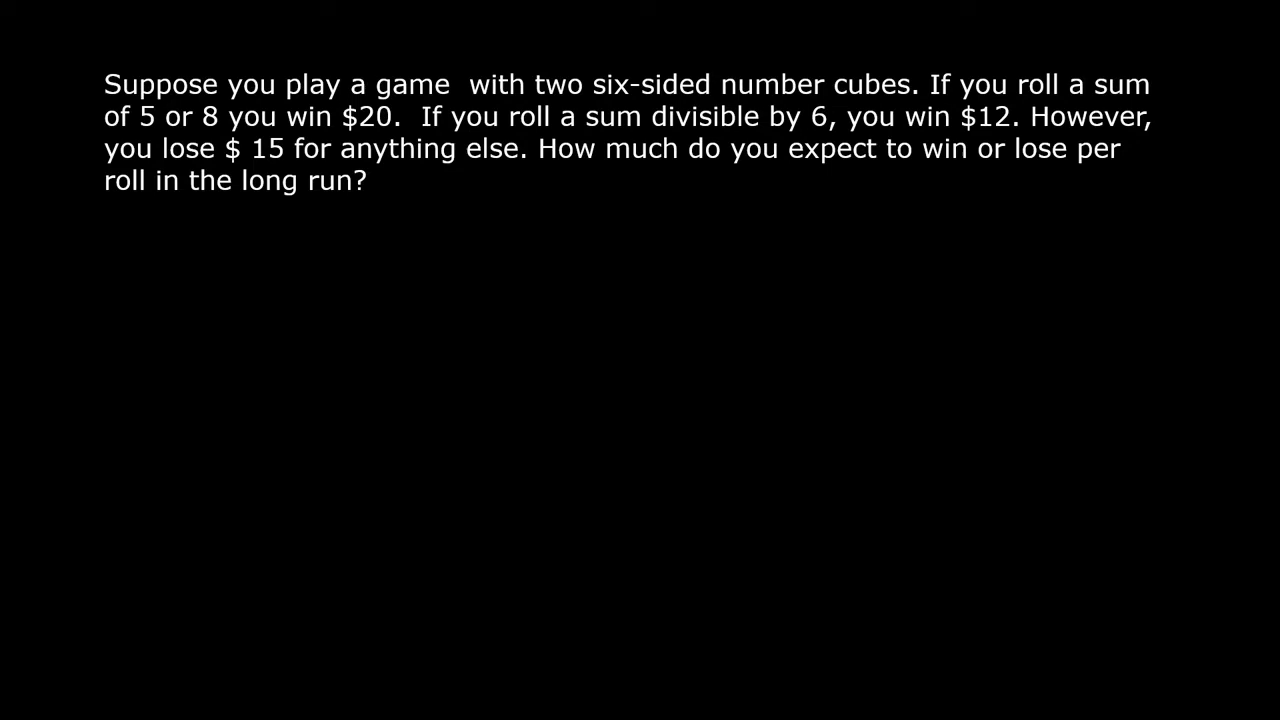 Suppose you play a game  with two six-sided number cubes. If you roll a sum
of 5 or 8 you win $20.  If you roll a sum divisible by 6, you win $12. However,
you lose $ 15 for anything else. How much do you expect to win or lose per
roll in the long run?